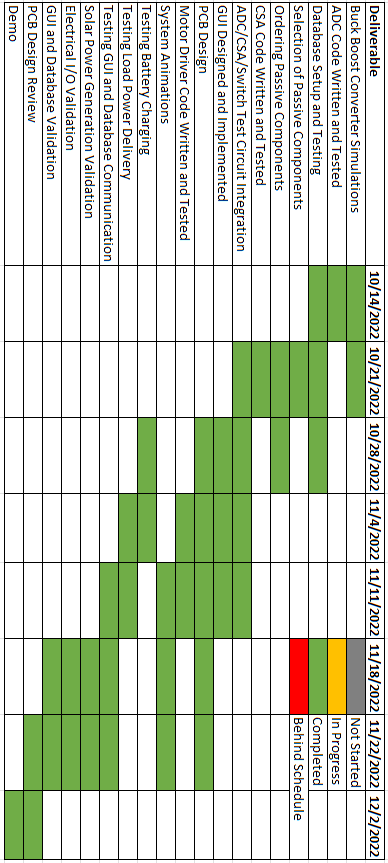 Deliverable 10/14/2022 10/21/2022 10/28/2022 11/4/2022 11/11/2022 11/18/2022 11/22/2022 12/2/2022
Buck Boost Converter Simulations Not Started
ADC Code Written and Tested In Progress
Database Setup and Testing Completed
Selection of Passive Components Behind Schedule
Ordering Passive Components
CSA Code Written and Tested
ADC/CSA/Switch Test Circuit Integration
GUI Designed and Implemented
PCB Design
Motor Driver Code Written and Tested
System Animations
Testing Battery Charging
Testing Load Power Delivery
Testing GUI and Database Communication
Solar Power Generation Validation
Electrical I/O Validation
GUI and Database Validation
PCB Design Review
Demo